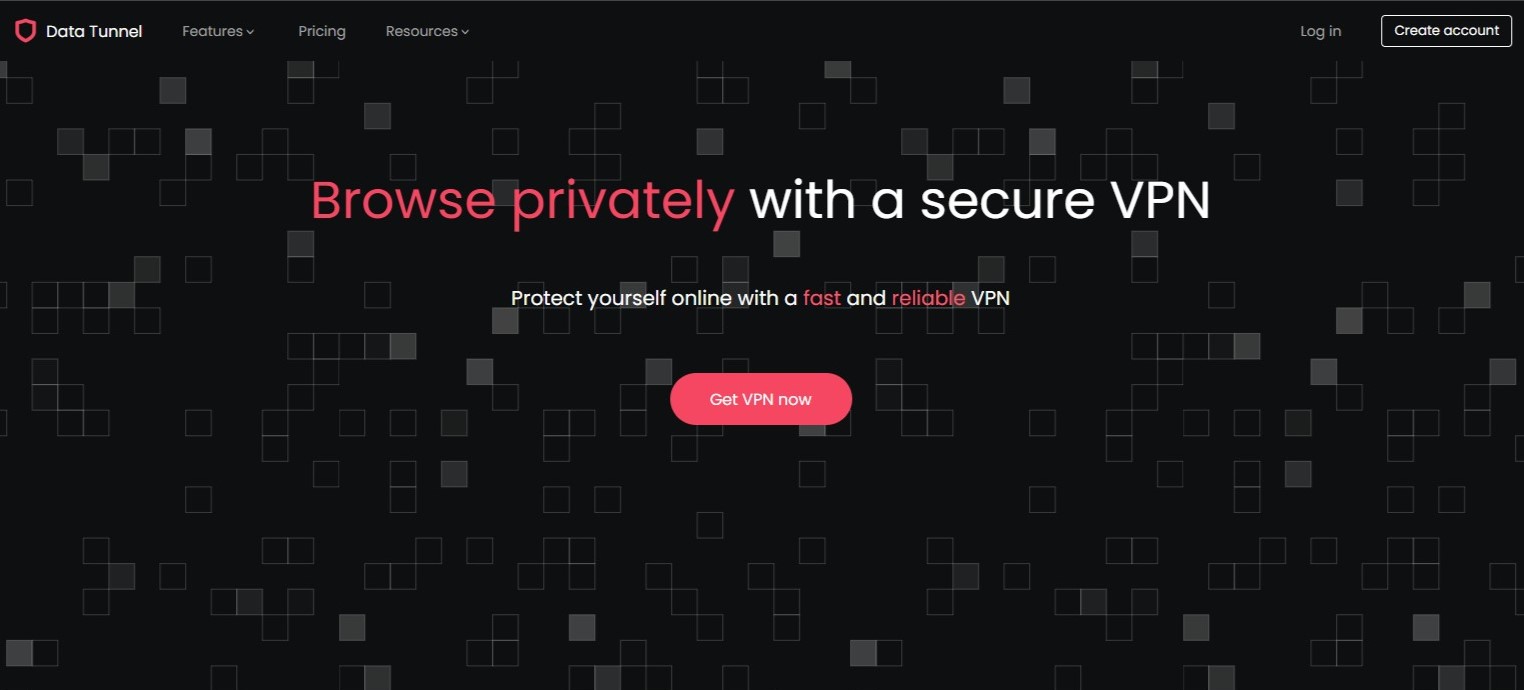 Data Tunnel Features Pricing Resources Log in Create account
Browse privately with a secure VPN
Protect yourself online with a fast and reliable VPN
Get VPN now